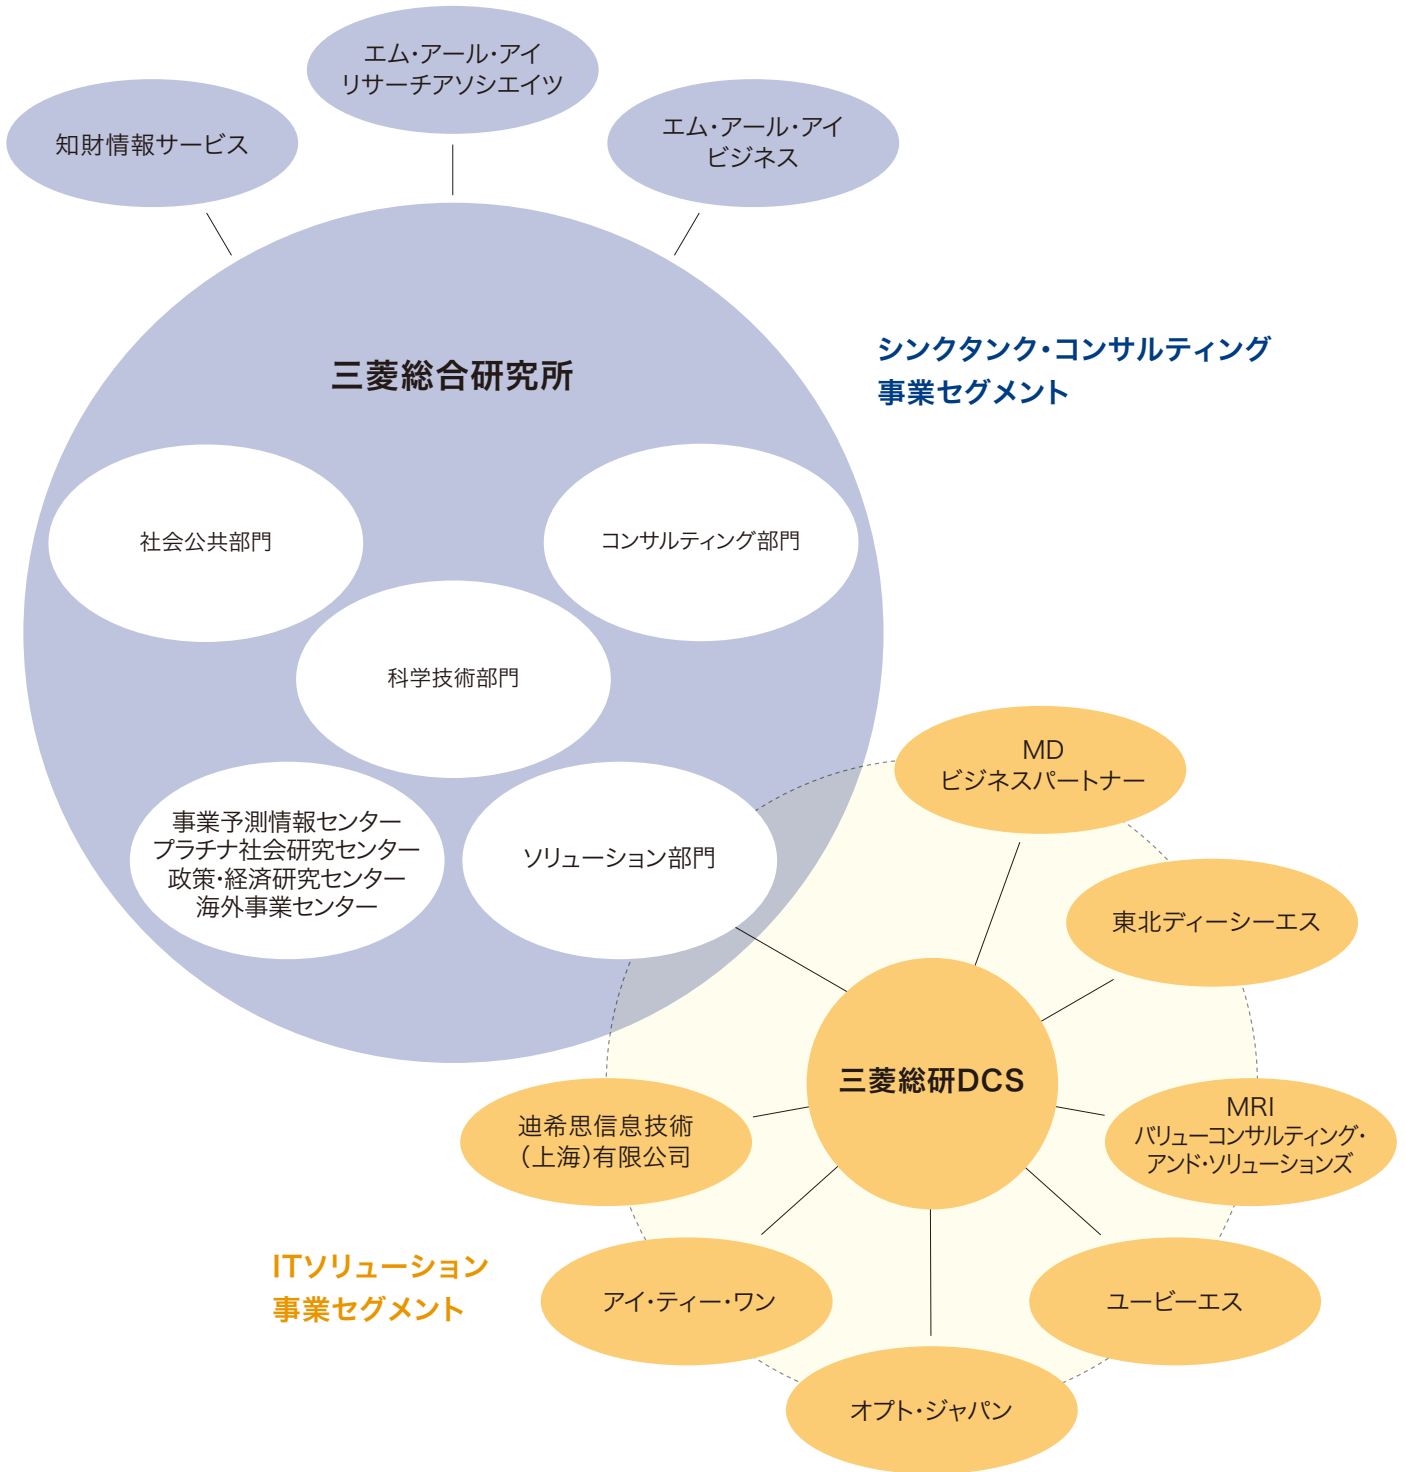 エム・アール・アイ
リサーチアソシエイツ
知財情報サービス
エム・アール・アイ
ビジネス
三菱総合研究所
シンクタンク・コンサルティング
事業セグメント
社会公共部門
コンサルティング部門
科学技術部門
事業予測情報センター
プラチナ社会研究センター
政策・経済研究センター
海外事業センター
ソリューション部門
MD
ビジネスパートナー
東北ディーシーエス
三菱総研DCS
MRI
バリューコンサルティング・
アンド・ソリューションズ
迪希思信息技術
（上海）有限公司
ITソリューション
事業セグメント
アイ・ティー・ワン
ユービーエス
オプト・ジャパン